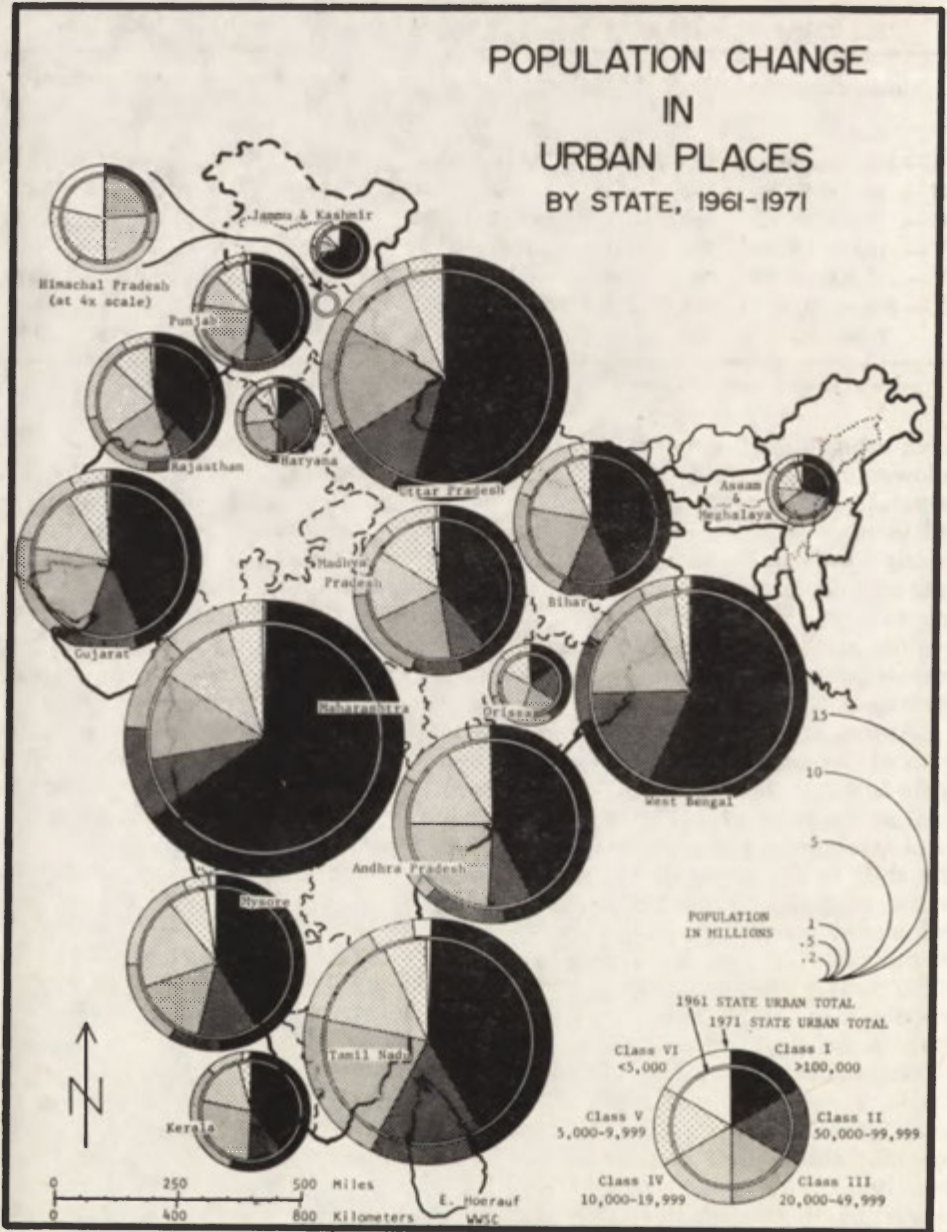 POPULATION CHANGE
IN
URBAN PLACES
BY STATE, 1961-1971
Jammu & Kashmir
Himachal Pradesh
(at 4x scale)
Punjab
Rajasthan
Haryana
Uttar Pradesh
Assam
&
Meghalaya
Madhya
Pradesh
Bihar
Gujarat
Maharashtra
Orissa
West Bengal
15
10
5
Andhra Pradesh
Mysore
POPULATION
IN MILLIONS
1
.5
.2
1961 STATE URBAN TOTAL
1971 STATE URBAN TOTAL
Class VI
<5,000
Class I
>100,000
Class V
5,000-9,999
Class II
50,000-99,999
Class IV
10,000-19,999
Class III
20,000-49,999
Tamil Nadu
Kerala
N
0 250 500 Miles
0 400 800 Kilometers
E. Hoerauf
WWSC